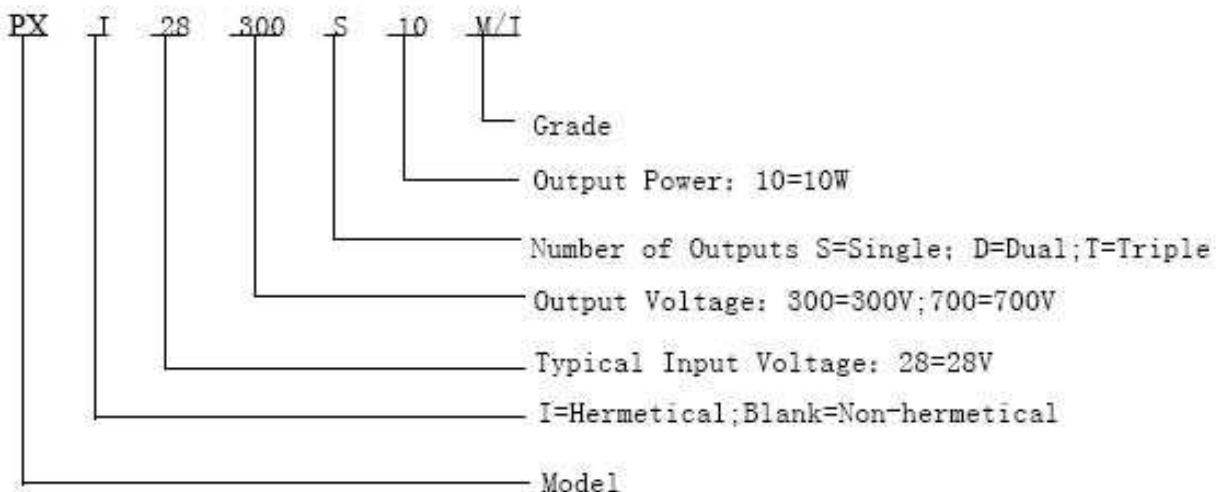 PX I 28 300 S 10 M/I
Grade
Output Power: 10=10W
Number of Outputs S=Single; D=Dual;T=Triple
Output Voltage: 300=300V;700=700V
Typical Input Voltage: 28=28V
I=Hermetical;Blank=Non-hermetical
Model